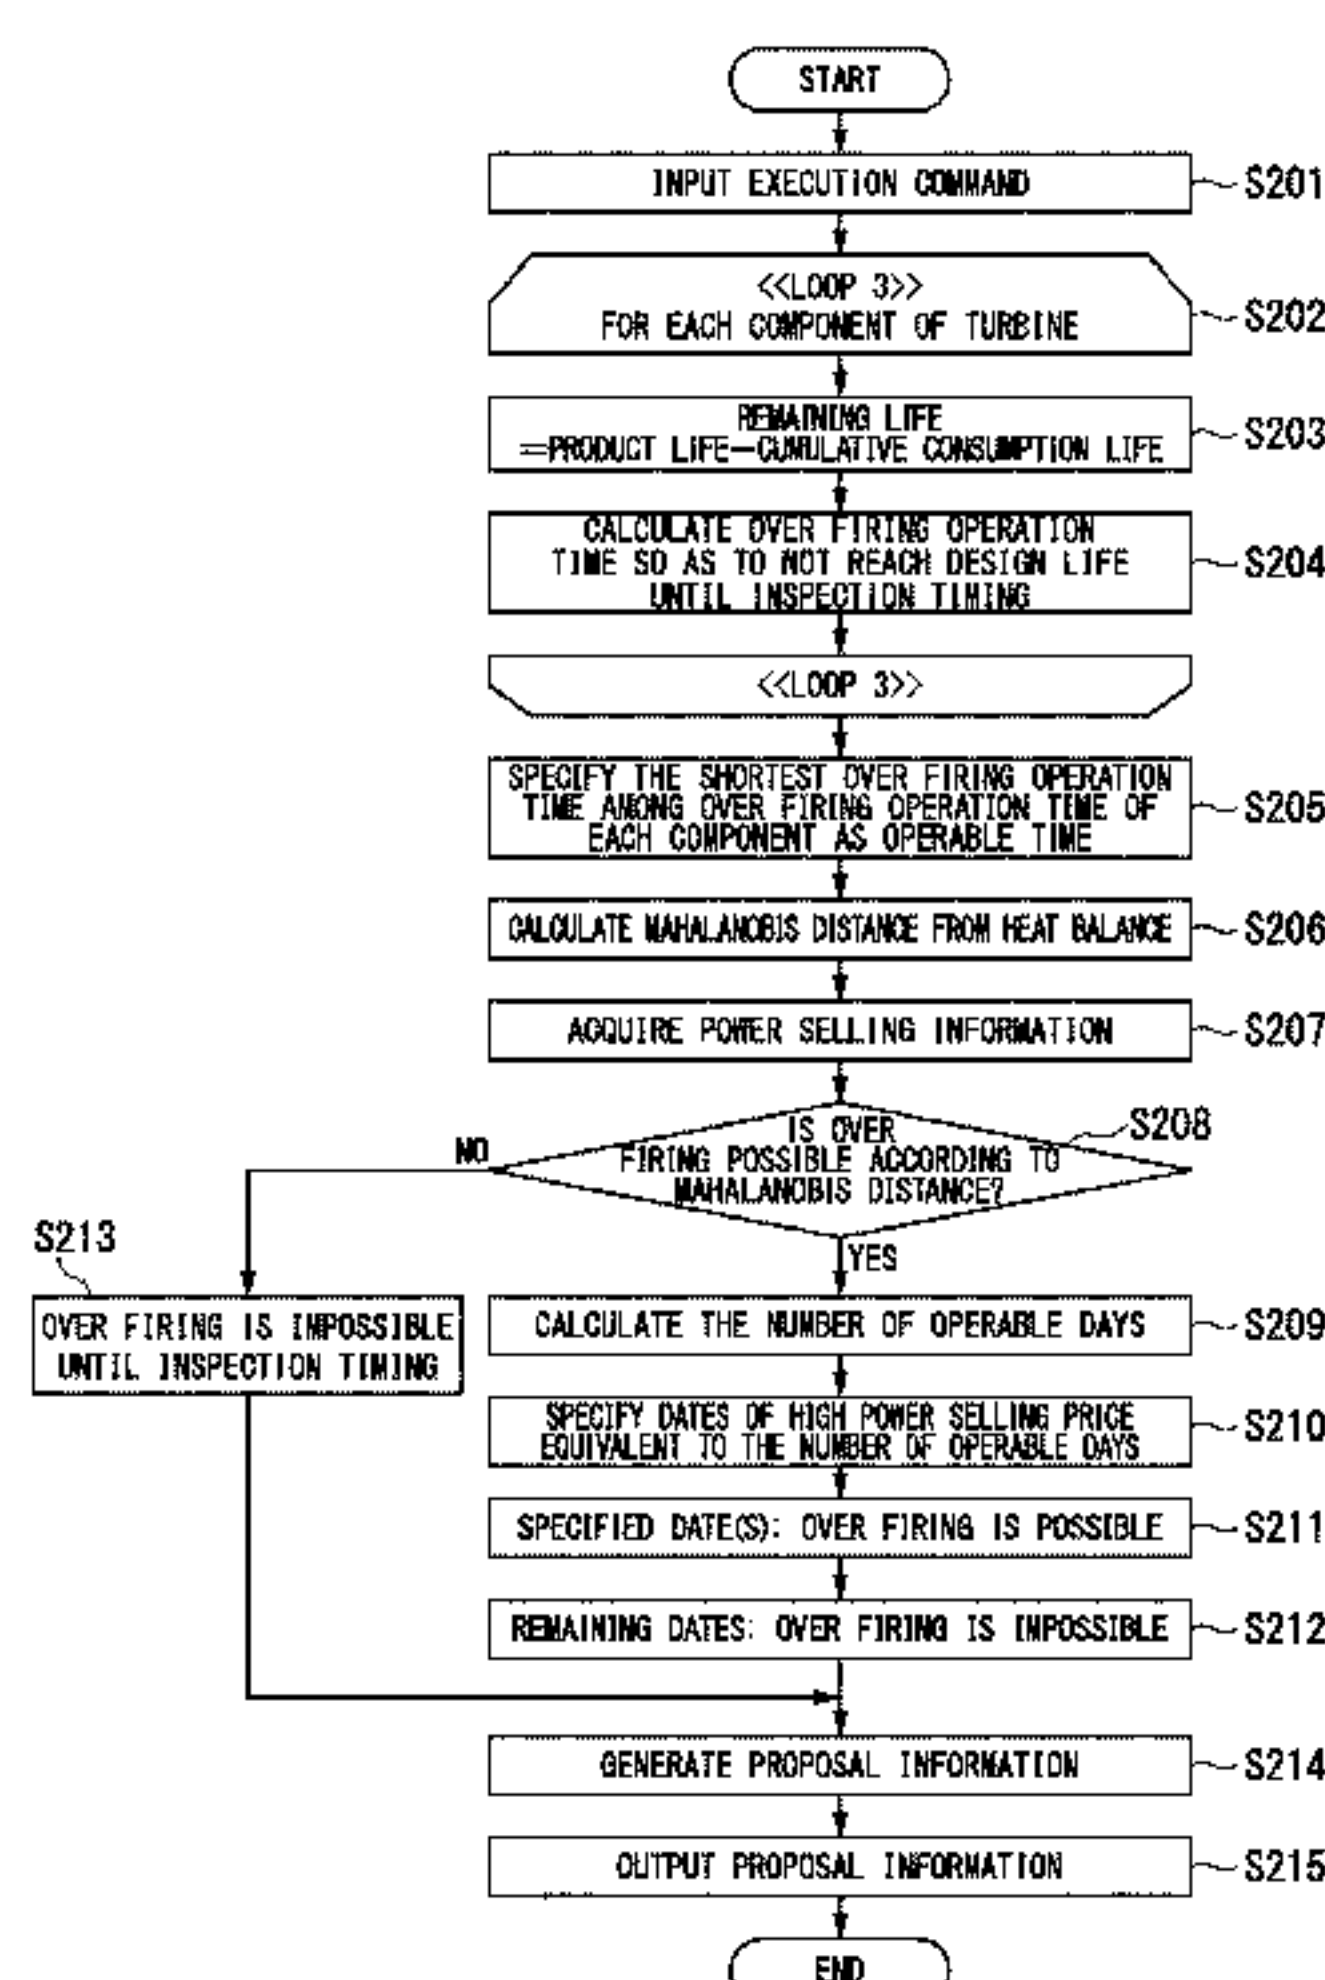 START
INPUT EXECUTION COMMAND
S201
<<LOOP 3>>
FOR EACH COMPONENT OF TURBINE
S202
REMAINING LIFE
=PRODUCT LIFE-CUMULATIVE CONSUMPTION LIFE
S203
CALCULATE OVER FIRING OPERATION
TIME SO AS TO NOT REACH DESIGN LIFE
UNTIL INSPECTION TIMING
S204
<<LOOP 3>>
SPECIFY THE SHORTEST OVER FIRING OPERATION
TIME AMONG OVER FIRING OPERATION TIME OF
EACH COMPONENT AS OPERABLE TIME
S205
CALCULATE MAHALANOBIS DISTANCE FROM HEAT BALANCE
S206
ACQUIRE POWER SELLING INFORMATION
S207
IS OVER
FIRING POSSIBLE ACCORDING TO
MAHALANOBIS DISTANCE?
S208
NO
YES
S213
OVER FIRING IS IMPOSSIBLE
UNTIL INSPECTION TIMING
CALCULATE THE NUMBER OF OPERABLE DAYS
S209
SPECIFY DATES OF HIGH POWER SELLING PRICE
EQUIVALENT TO THE NUMBER OF OPERABLE DAYS
S210
SPECIFIED DATE(S): OVER FIRING IS POSSIBLE
S211
REMAINING DATES: OVER FIRING IS IMPOSSIBLE
S212
GENERATE PROPOSAL INFORMATION
S214
OUTPUT PROPOSAL INFORMATION
S215
END